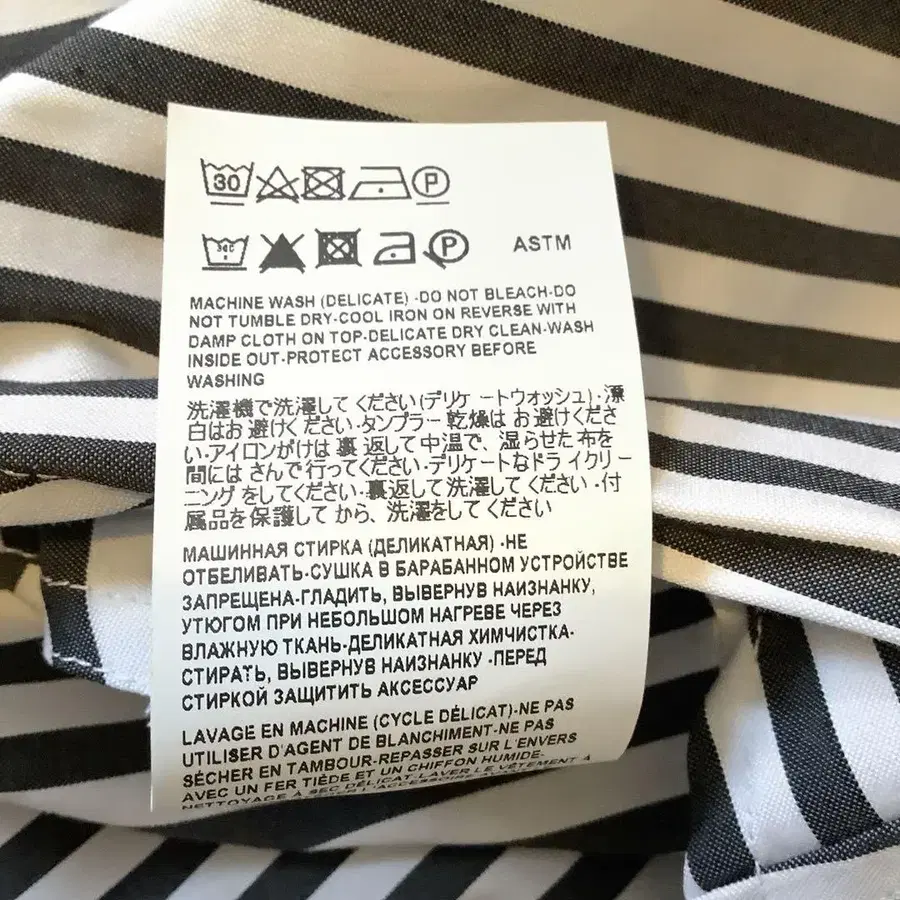 30 P
30c P ASTM
MACHINE WASH (DELICATE) -DO NOT BLEACH-DO
NOT TUMBLE DRY-COOL IRON ON REVERSE WITH
DAMP CLOTH ON TOP-DELICATE DRY CLEAN-WASH
INSIDE OUT-PROTECT ACCESSORY BEFORE
WASHING
洗濯機で洗濯してください(デリケートウォッシュ)·漂
白はお避けください·タンブラー乾燥はお避けくださ
い·アイロンがけは裏返して中温で、湿らせた布を
間にはさんで行ってください·デリケートなドライクリー
ニングをしてください·裏返して洗濯してください·付
属品を保護してから、洗濯をしてください
МАШИННАЯ СТИРКА (ДЕЛИКАТНАЯ) -НЕ
ОТБЕЛИВАТЬ-СУШКА В БАРАБАННОМ УСТРОЙСТВЕ
ЗАПРЕЩЕНА-ГЛАДИТЬ, ВЫВЕРНУВ НАИЗНАНКУ,
УТЮГОМ ПРИ НЕБОЛЬШОМ НАГРЕВЕ ЧЕРЕЗ
ВЛАЖНУЮ ТКАНЬ-ДЕЛИКАТНАЯ ХИМЧИСТКА-
СТИРАТЬ, ВЫВЕРНУВ НАИЗНАНКУ -ПЕРЕД
СТИРКОЙ ЗАЩИТИТЬ АКСЕССУАР
LAVAGE EN MACHINE (CYCLE DÉLICAT)-NE PAS
UTILISER D'AGENT DE BLANCHIMENT-NE PAS
SÉCHER EN TAMBOUR-REPASSER SUR L'ENVERS
AVEC UN FER TIÈDE ET UN CHIFFON HUMIDE-
NETTOYAGE À SEC DÉLICAT-LAVER LE VÊTEMENT À